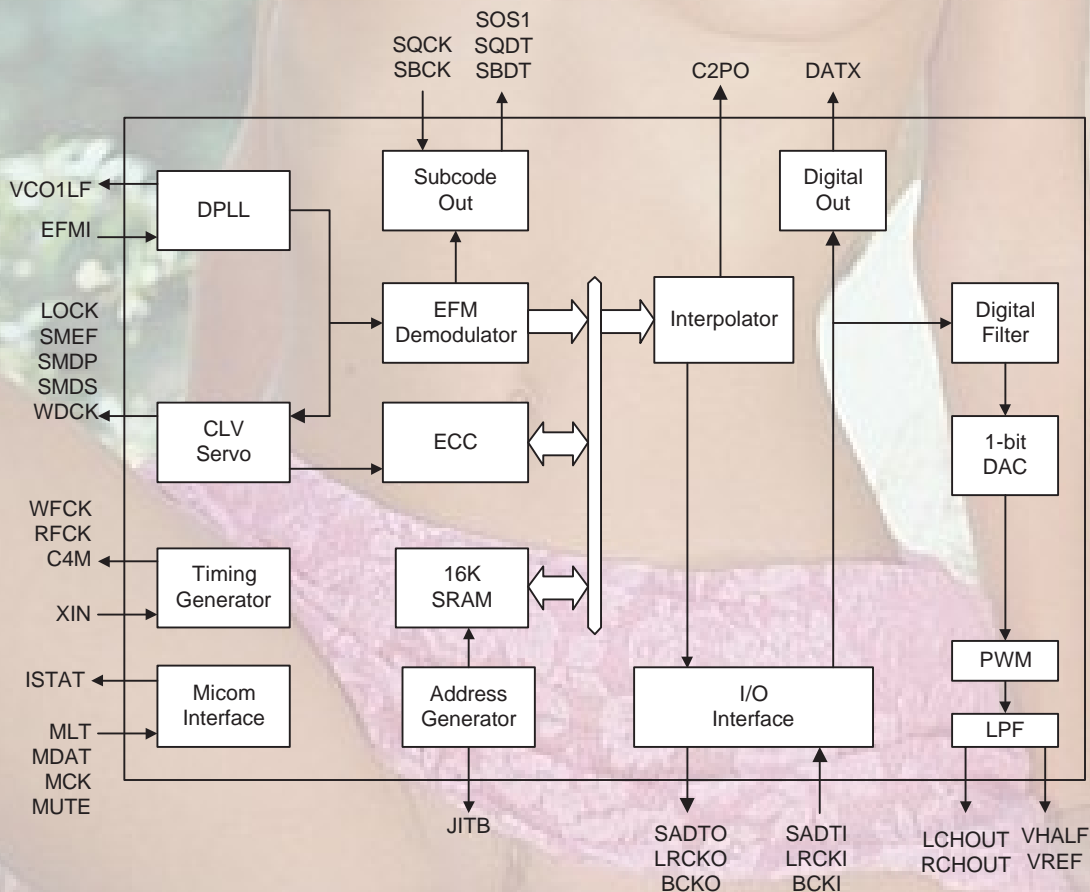 SOS1
SQCK
SQDT
SBCK
SBDT
C2PO
DATX
VCO1LF
EFMI
DPLL
Subcode
Out
Digital
Out
LOCK
SMEF
SMDP
SMDS
WDCK
EFM
Demodulator
Interpolator
Digital
Filter
CLV
Servo
ECC
1-bit
DAC
WFCK
RFCK
C4M
XIN
Timing
Generator
16K
SRAM
ISTAT
MLT
MDAT
MCK
MUTE
Micom
Interface
Address
Generator
I/O
Interface
PWM
LPF
JITB
SADTO
LRCKO
BCKO
SADTI
LRCKI
BCKI
LCHOUT
RCHOUT
VHALF
VREF